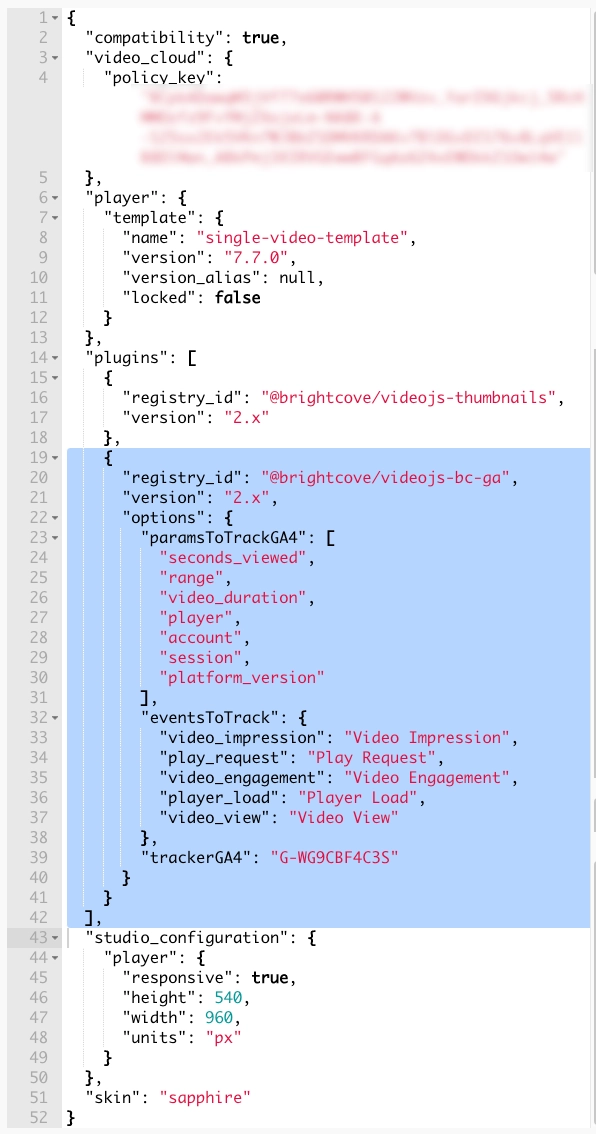 1 {
2 "compatibility": true,
3 "video_cloud": {
4 "policy_key":
5 },
6 "player": {
7 "template": {
8 "name": "single-video-template",
9 "version": "7.7.0",
10 "version_alias": null,
11 "locked": false
12 }
13 },
14 "plugins": [
15 {
16 "registry_id": "@brightcove/videojs-thumbnails",
17 "version": "2.x"
18 },
19 {
20 "registry_id": "@brightcove/videojs-bc-ga",
21 "version": "2.x",
22 "options": {
23 "paramsToTrackGA4": [
24 "seconds_viewed",
25 "range",
26 "video_duration",
27 "player",
28 "account",
29 "session",
30 "platform_version"
31 ],
32 "eventsToTrack": {
33 "video_impression": "Video Impression",
34 "play_request": "Play Request",
35 "video_engagement": "Video Engagement",
36 "player_load": "Player Load",
37 "video_view": "Video View"
38 },
39 "trackerGA4": "G-WG9CBF4C3S"
40 }
41 }
42 ],
43 "studio_configuration": {
44 "player": {
45 "responsive": true,
46 "height": 540,
47 "width": 960,
48 "units": "px"
49 }
50 },
51 "skin": "sapphire"
52 }